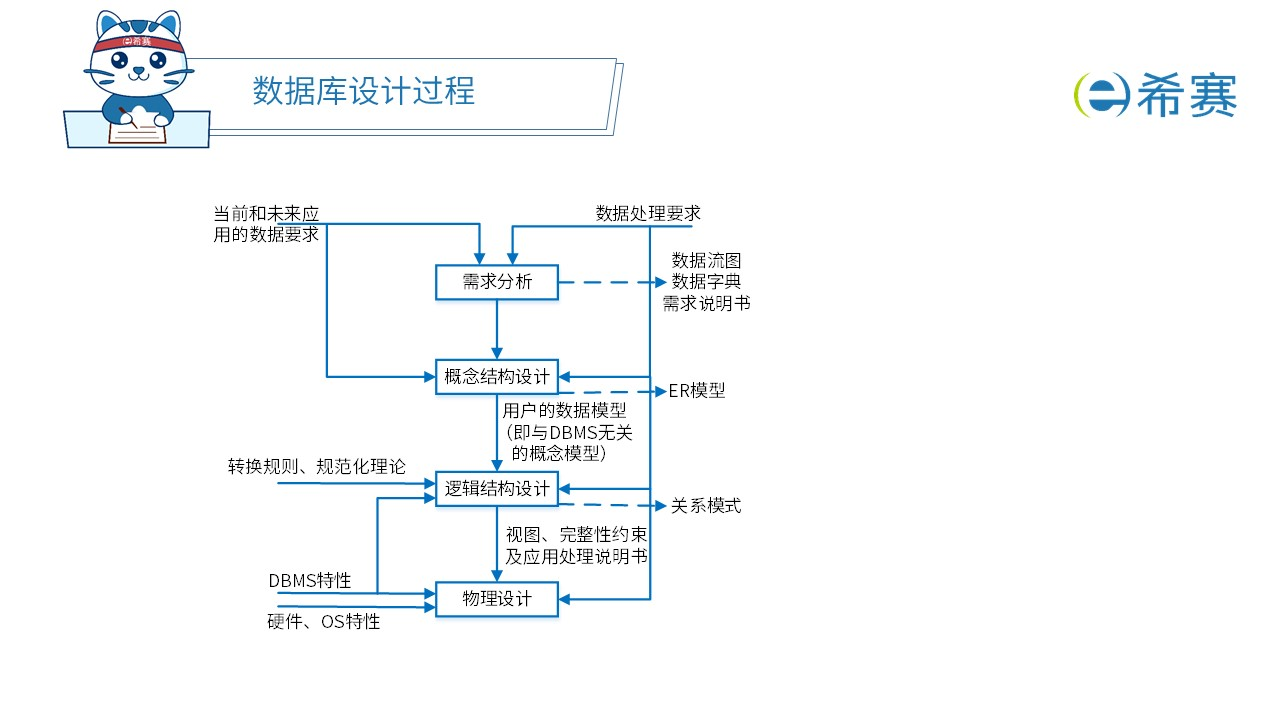 希赛
数据库设计过程
希赛
当前和未来应
用的数据要求
数据处理要求
需求分析
数据流图
数据字典
需求说明书
概念结构设计
ER模型
用户的数据模型
（即与DBMS无关
的概念模型）
转换规则、规范化理论
逻辑结构设计
关系模式
视图、完整性约束
及应用处理说明书
DBMS特性
物理设计
硬件、OS特性